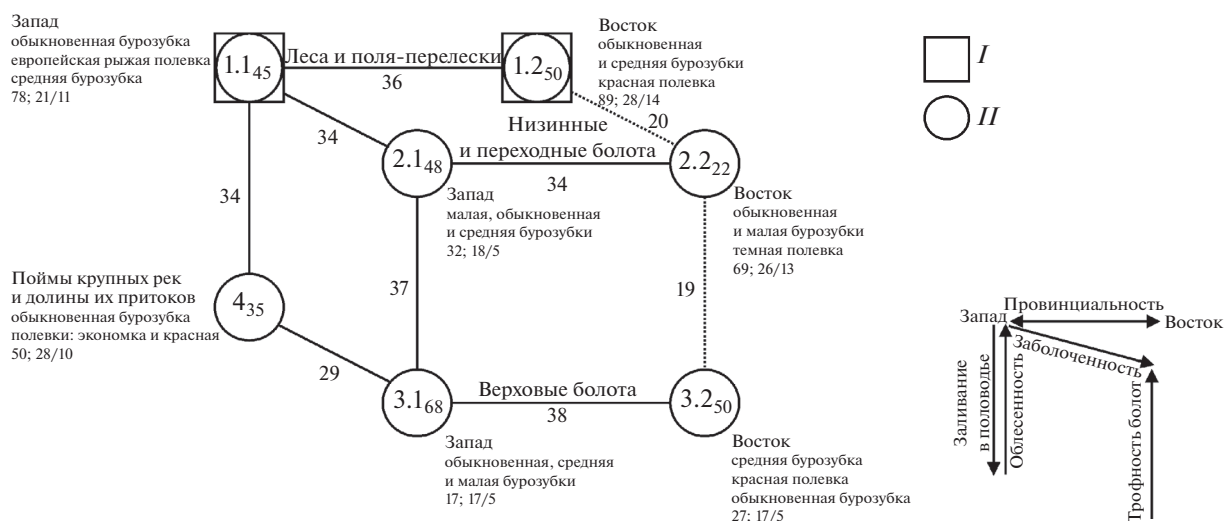 Запад
обыкновенная бурозубка
европейская рыжая полевка
средняя бурозубка
78; 21/11
1.1₄₅
Леса и поля-перелески
36
1.2₅₀
Восток
обыкновенная
и средняя бурозубки
красная полевка
89; 28/14
20
I
II
34
Низинные
и переходные болота
2.1₄₈
34
2.2₂₂
Запад
малая, обыкновенная
и средняя бурозубки
32; 18/5
Восток
обыкновенная
и малая бурозубки
темная полевка
69; 26/13
34
37
19
Поймы крупных рек
и долины их притоков
обыкновенная бурозубка
полевки: экономка и красная
50; 28/10
4₃₅
29
3.1₆₈
Верховые болота
38
3.2₅₀
Запад
обыкновенная, средняя
и малая бурозубки
17; 17/5
Восток
средняя бурозубка
красная полевка
обыкновенная бурозубка
27; 17/5
Провинциальность
Запад
Восток
Заболоченность
Заливание
в половодье
Облесенность
Трофность болот